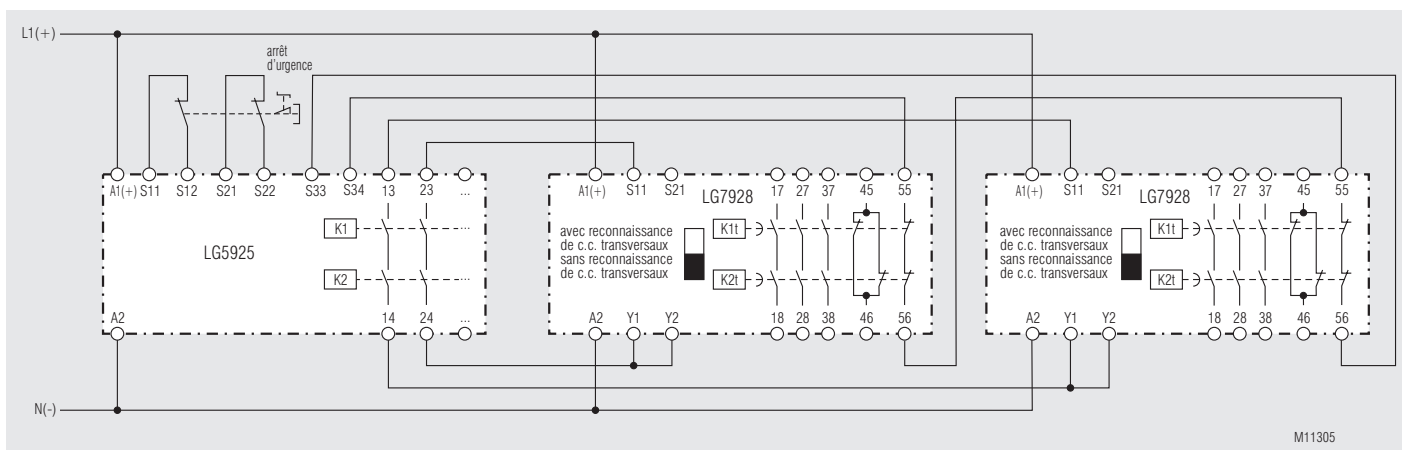 L1(+)
arrêt
d'urgence
A1(+) S11 S12 S21 S22 S33 S34 13 23 ...
LG5925
K1 ...
K2 ...
A2 14 24 ...
A1(+) S11 S21 17 27 37 45 55
LG7928
avec reconnaissance
de c.c. transversaux
sans reconnaissance
de c.c. transversaux
K1t
K2t
A2 Y1 Y2 18 28 38 46 56
A1(+) S11 S21 17 27 37 45 55
LG7928
avec reconnaissance
de c.c. transversaux
sans reconnaissance
de c.c. transversaux
K1t
K2t
A2 Y1 Y2 18 28 38 46 56
N(-)
M11305